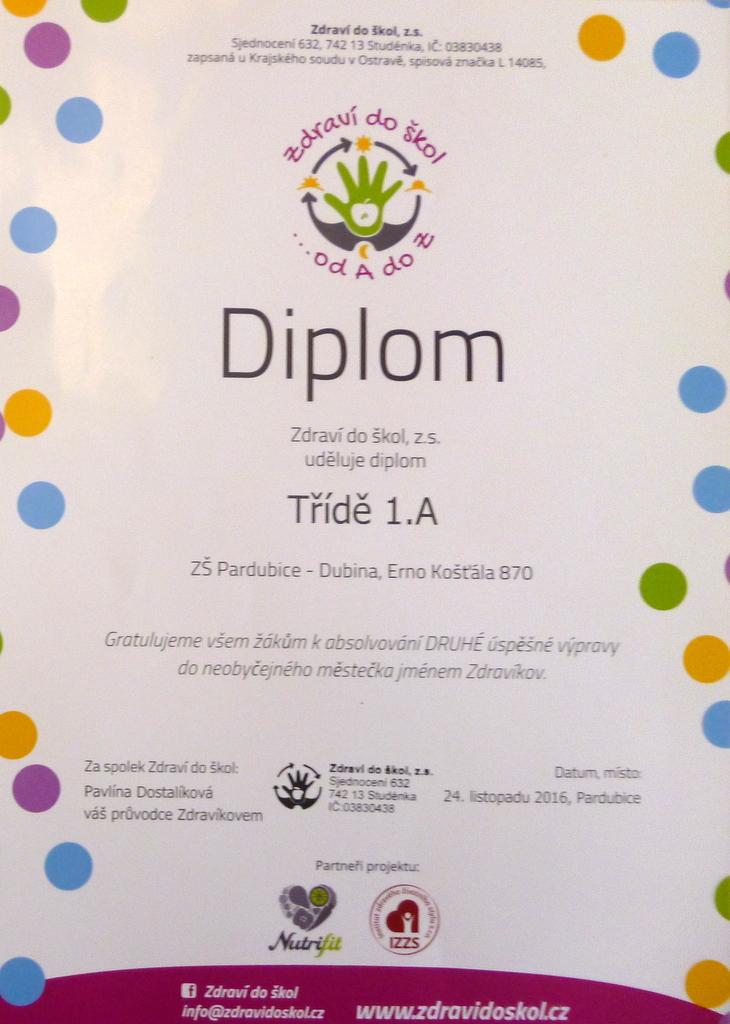 Zdraví do škol, z.s.
Sjednocení 632, 742 13 Studénka, IČ: 03830438
zapsaná u Krajského soudu v Ostravě, spisová značka L 14085,
zdraví do škol
...od A do Z
Diplom
Zdraví do škol, z.s.
uděluje diplom
Třídě 1.A
ZŠ Pardubice - Dubina, Erno Košťála 870
Gratulujeme všem žákům k absolvování DRUHÉ úspěšné výpravy
do neobyčejného městečka jménem Zdravíkov.
Za spolek Zdraví do škol:
Pavlína Dostalíková
váš průvodce Zdravíkovem
Zdraví do škol, z.s.
Sjednocení 632
742 13 Studénka
IČ:03830438
Datum, místo:
24. listopadu 2016, Pardubice
Partneři projektu:
Nutrifit
Institut zdravého životního stylu s.r.o.
IZZS
Zdraví do škol
info@zdravidoskol.cz
www.zdravidoskol.cz